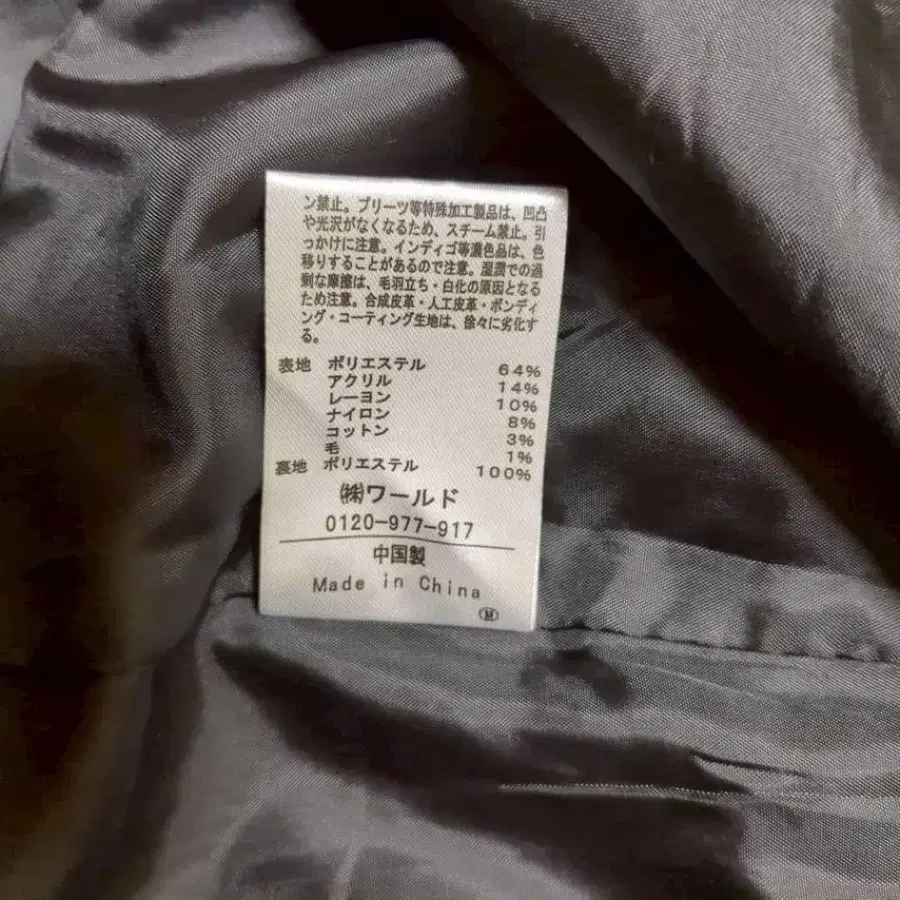 ン禁止。プリーツ等特殊加工製品は、凹凸
や光沢がなくなるため、スチーム禁止。引
っかけに注意。インディゴ等濃色品は、色
移りすることがあるので注意。湿潤での過
剰な摩擦は、毛羽立ち・白化の原因となる
ため注意。合成皮革・人工皮革・ボンディ
ング・コーティング生地は、徐々に劣化す
る。
表地 ポリエステル 64%
アクリル 14%
レーヨン 10%
ナイロン 8%
コットン 3%
毛 1%
裏地 ポリエステル 100%
㈱ワールド
0120-977-917
中国製
Made in China
Ⓜ